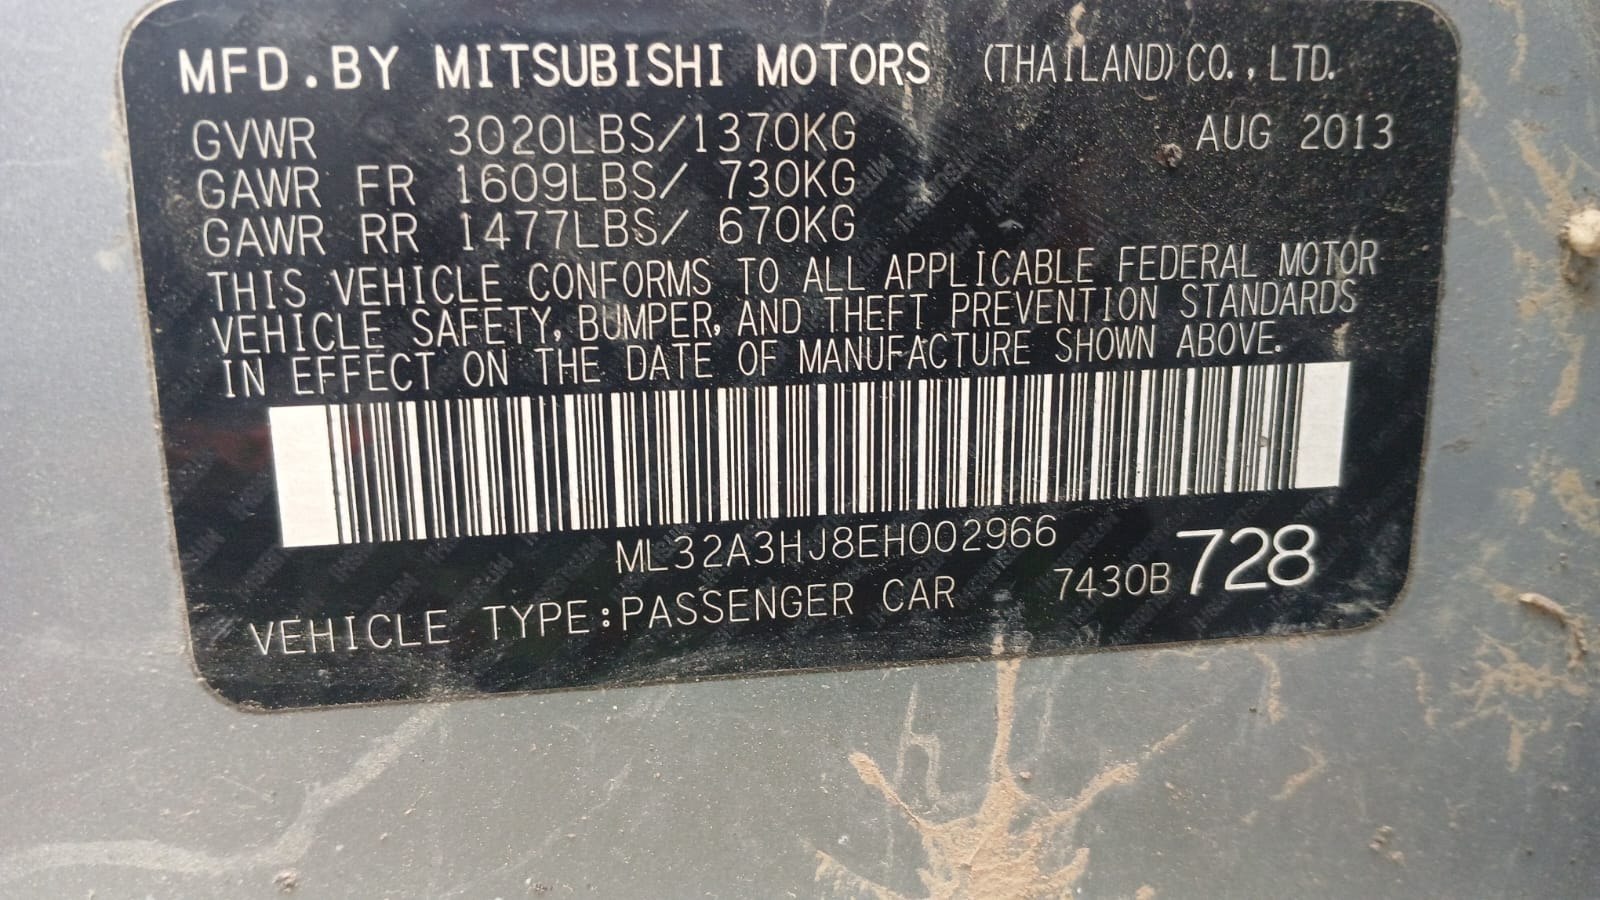 MFD.BY MITSUBISHI MOTORS (THAILAND)CO.,LTD.
GVWR 3020LBS/1370KG AUG 2013
GAWR FR 1609LBS/ 730KG
GAWR RR 1477LBS/ 670KG
THIS VEHICLE CONFORMS TO ALL APPLICABLE FEDERAL MOTOR
VEHICLE SAFETY, BUMPER, AND THEFT PREVENTION STANDARDS
IN EFFECT ON THE DATE OF MANUFACTURE SHOWN ABOVE.
ML32A3HJ8EH002966
VEHICLE TYPE:PASSENGER CAR 7430B 728